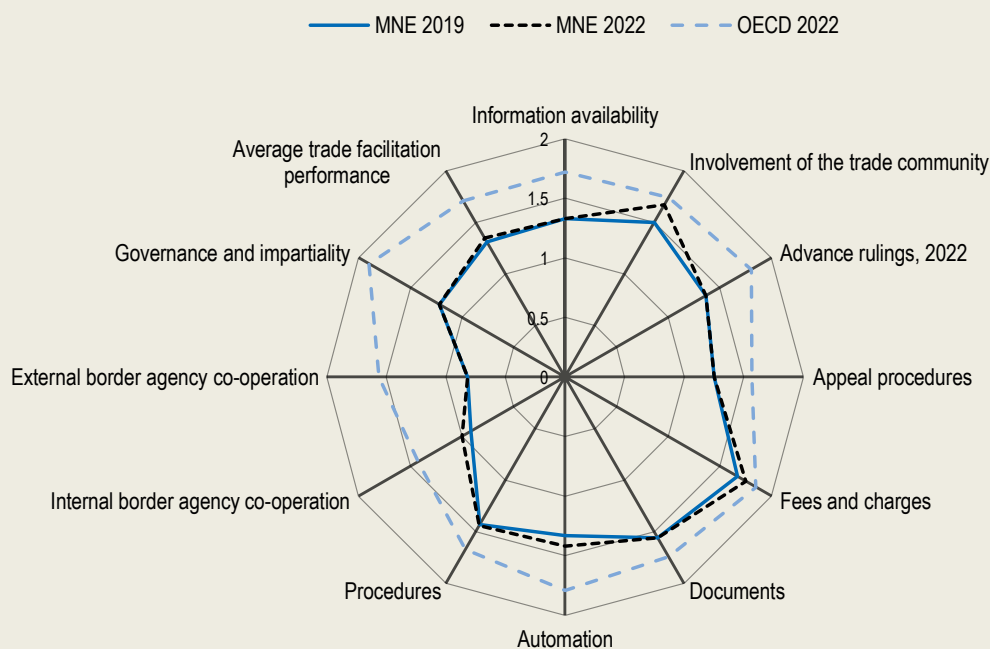 MNE 2019
MNE 2022
OECD 2022
Information availability
2
Average trade facilitation
performance
Involvement of the trade community
1.5
Governance and impartiality
Advance rulings, 2022
1
0.5
External border agency co-operation
0
Appeal procedures
Internal border agency co-operation
Fees and charges
Procedures
Documents
Automation